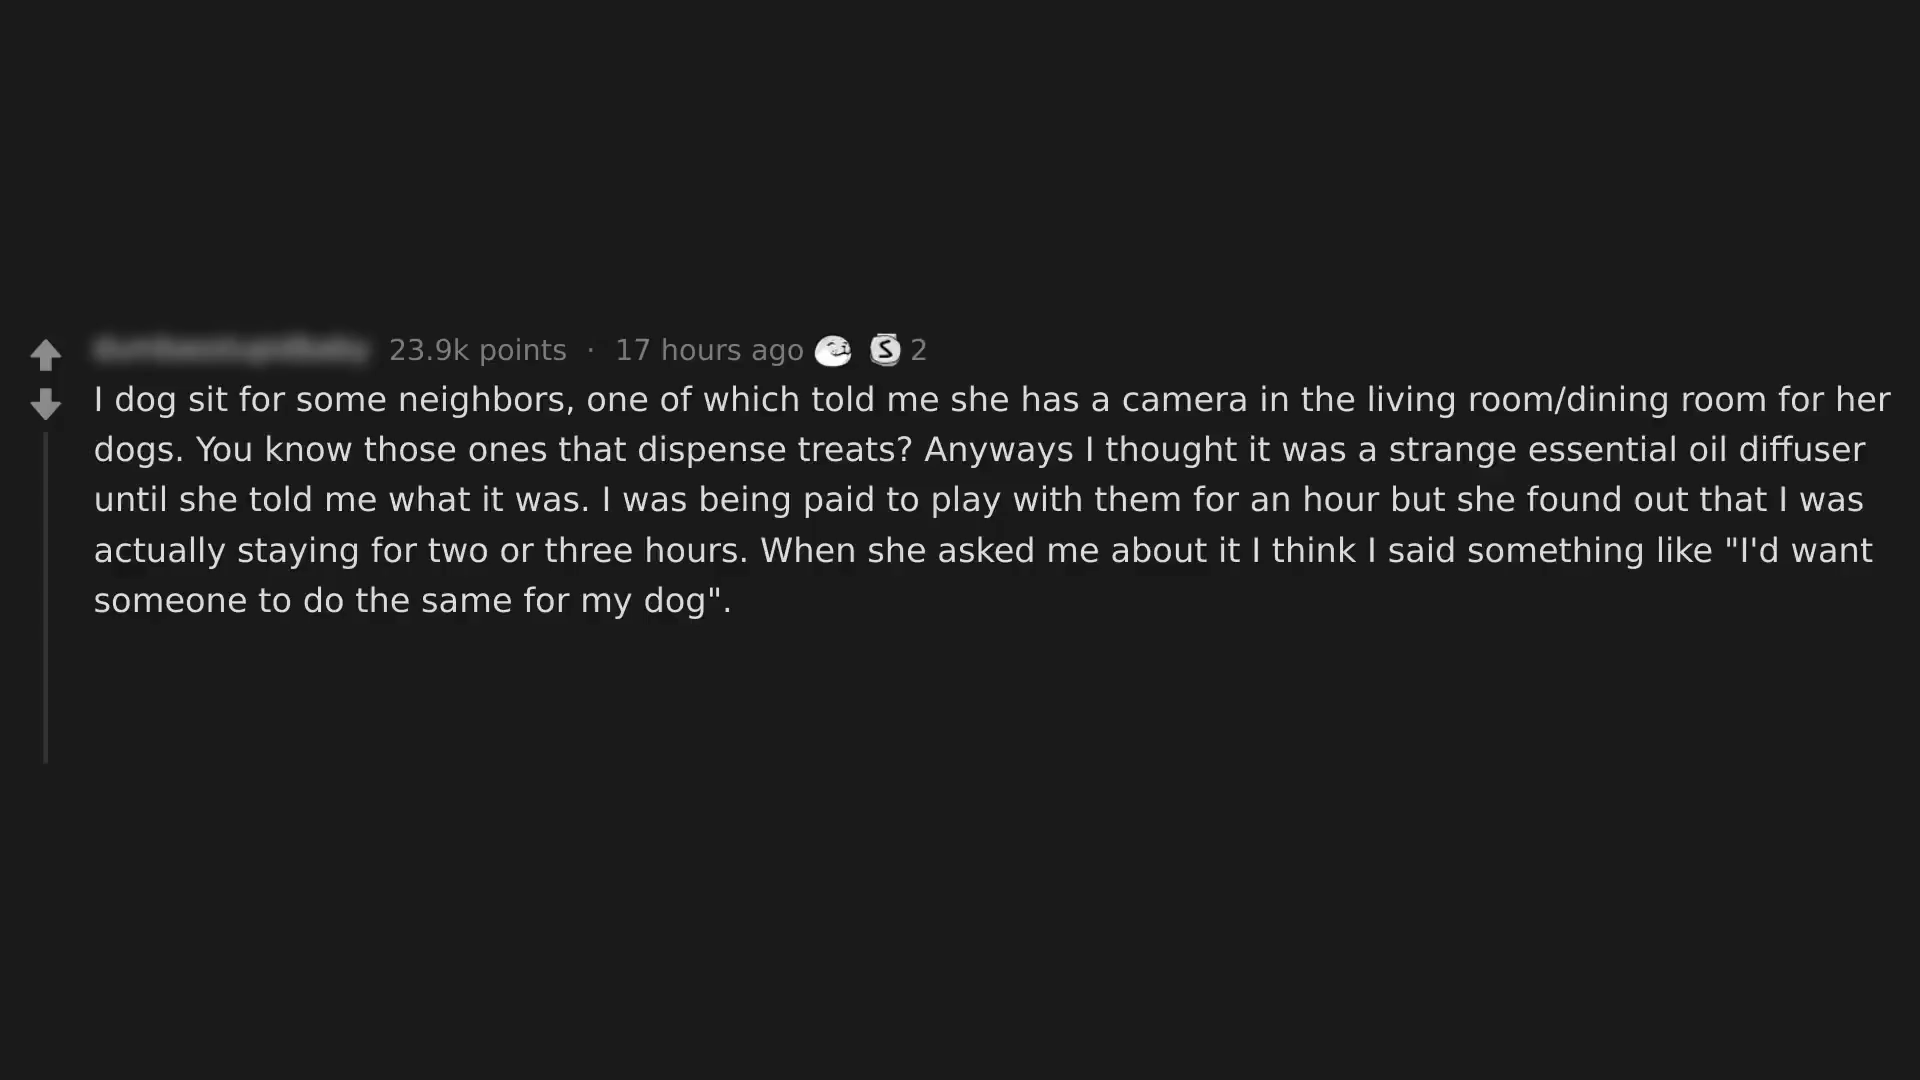 23.9k points · 17 hours ago 2
I dog sit for some neighbors, one of which told me she has a camera in the living room/dining room for her
dogs. You know those ones that dispense treats? Anyways I thought it was a strange essential oil diffuser
until she told me what it was. I was being paid to play with them for an hour but she found out that I was
actually staying for two or three hours. When she asked me about it I think I said something like "I'd want
someone to do the same for my dog".